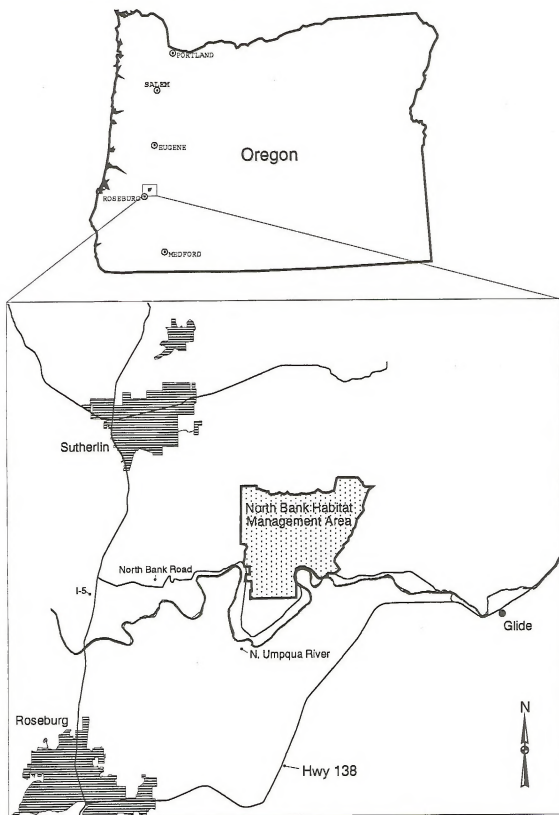 PORTLAND
SALEM
EUGENE
Oregon
ROSEBURG
MEDFORD
Sutherlin
North Bank Habitat
Management Area
North Bank Road
I-5
Glide
N. Umpqua River
N
Roseburg
Hwy 138